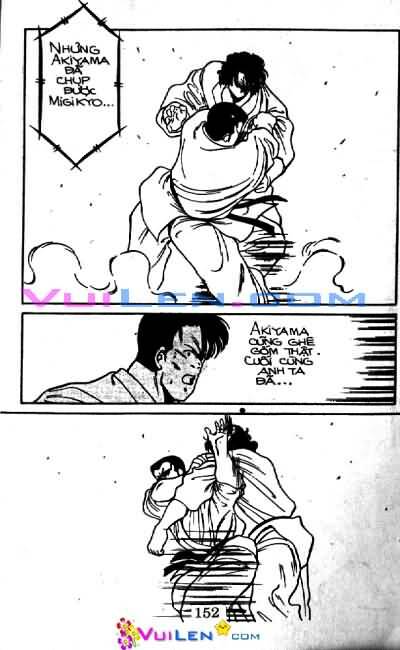 NHỮNG
AKIYAMA
ĐÃ
CHỤP
ĐƯỢC
MIGIKYO...
VUILEN.COM
AKIYAMA
CŨNG GHÊ
GỚM THẬT.
CUỐI CÙNG
ANH TA
ĐÃ...
152
VUILEN.COM